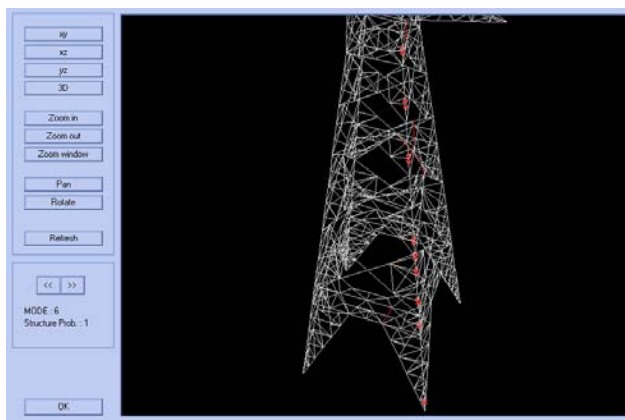 xy
xz
yz
3D
Zoom in
Zoom out
Zoom window
Pan
Rotate
Refresh
<< >>
MODE : 6
Structure Prob. : 1
OK